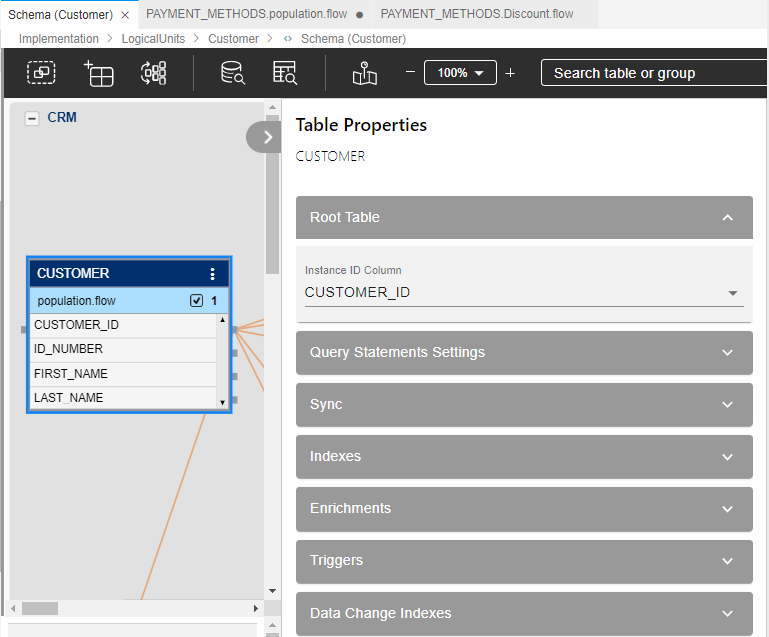 Schema (Customer) × PAYMENT_METHODS.population.flow ● PAYMENT_METHODS.Discount.flow
Implementation > LogicalUnits > Customer > <> Schema (Customer)
− 100% + Search table or group
CRM
CUSTOMER
population.flow 1
CUSTOMER_ID
ID_NUMBER
FIRST_NAME
LAST_NAME
Table Properties
CUSTOMER
Root Table
Instance ID Column
CUSTOMER_ID
Query Statements Settings
Sync
Indexes
Enrichments
Triggers
Data Change Indexes